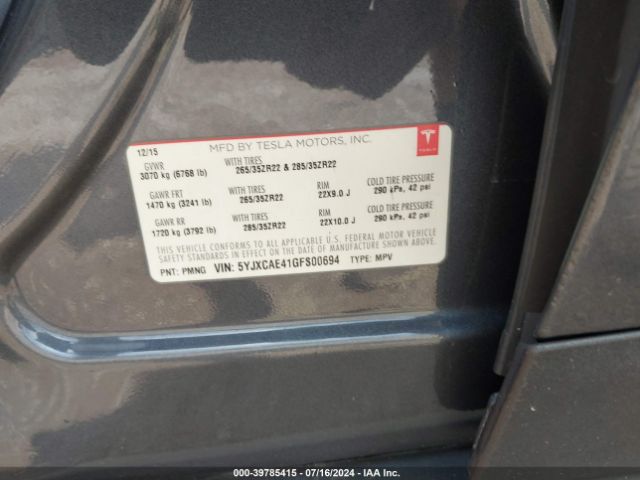 12/15
MFD BY TESLA MOTORS, INC.
TESLA
GVWR
3070 kg (6768 lb)
WITH TIRES
265/35ZR22 & 285/35ZR22
GAWR FRT
1470 kg (3241 lb)
WITH TIRES
265/35ZR22
RIM
22X9.0 J
COLD TIRE PRESSURE
290 kPa, 42 psi
GAWR RR
1720 kg (3792 lb)
WITH TIRES
285/35ZR22
RIM
22X10.0 J
COLD TIRE PRESSURE
290 kPa, 42 psi
THIS VEHICLE CONFORMS TO ALL APPLICABLE U.S. FEDERAL MOTOR VEHICLE
SAFETY STANDARDS IN EFFECT ON THE DATE OF MANUFACTURE SHOWN ABOVE.
PNT: PMNG VIN: 5YJXCAE41GFS00694 TYPE: MPV
000-39785415 - 07/16/2024 - IAA Inc.